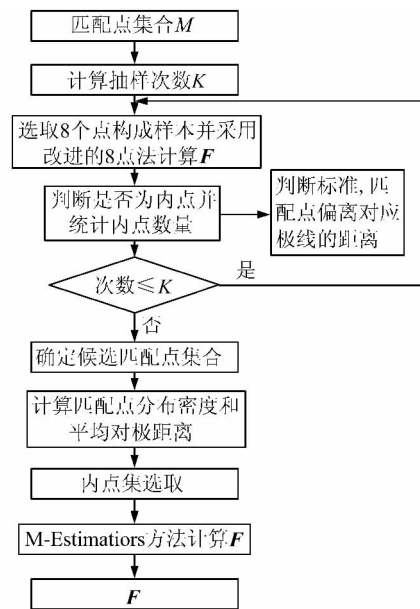 匹配点集合M
计算抽样次数K
选取8个点构成样本并采用
改进的8点法计算F
判断是否为内点并
统计内点数量
判断标准,匹
配点偏离对应
极线的距离
次数≤K
是
否
确定候选匹配点集合
计算匹配点分布密度和
平均对极距离
内点集选取
M-Estimatiors方法计算F
F